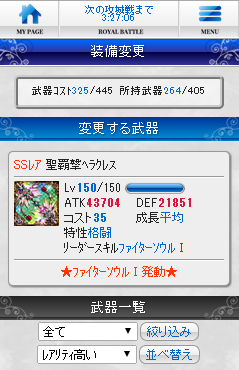 次の攻城戦まで
3:27:06
MY PAGE
ROYAL BATTLE
MENU
装備変更
武器ｺｽﾄ325/445 所持武器264/405
変更する武器
SSレア 聖覇撃ﾍﾗｸﾚｽ
Lv150/150
ATK43704 DEF21851
コスト35 成長平均
特性格闘
ﾘｰﾀﾞｰｽｷﾙﾌｧｲﾀｰｿｳﾙⅠ
★ﾌｧｲﾀｰｿｳﾙⅠ発動★
武器一覧
全て 絞り込み
ﾚｱﾘﾃｨ高い 並べ替え